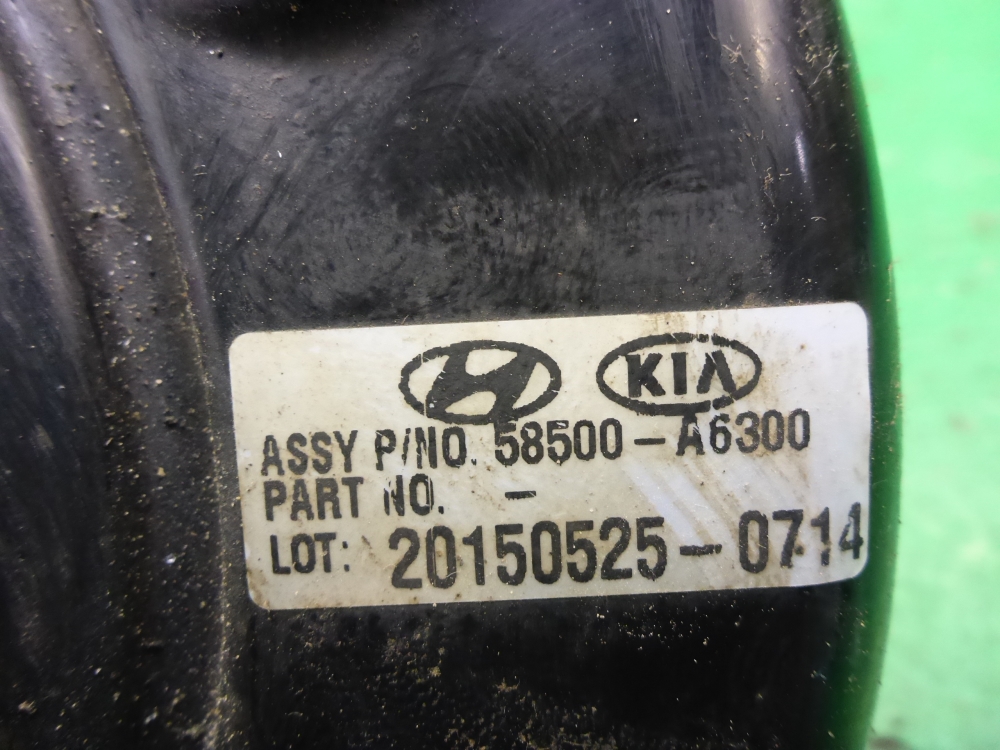 KIA
ASSY P/NO. 58500-A6300
PART NO. -
LOT: 20150525-0714